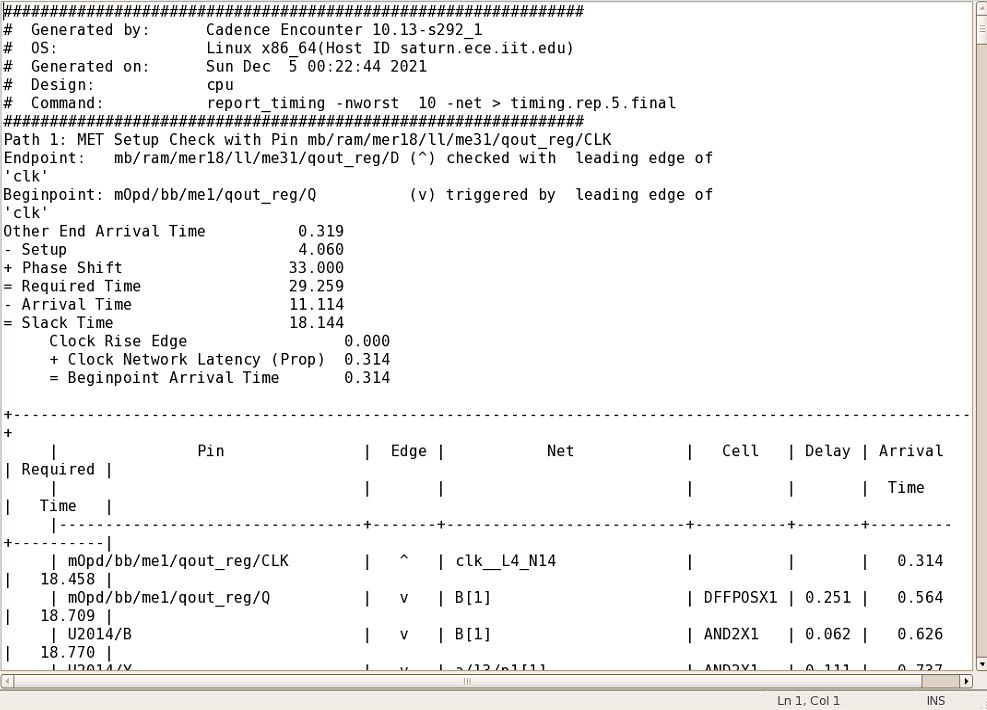 ###############################################################
#  Generated by:      Cadence Encounter 10.13-s292_1
#  OS:                Linux x86_64(Host ID saturn.ece.iit.edu)
#  Generated on:      Sun Dec  5 00:22:44 2021
#  Design:            cpu
#  Command:           report_timing -nworst  10 -net > timing.rep.5.final
###############################################################
Path 1: MET Setup Check with Pin mb/ram/mer18/ll/me31/qout_reg/CLK
Endpoint:   mb/ram/mer18/ll/me31/qout_reg/D (^) checked with  leading edge of
'clk'
Beginpoint: mOpd/bb/me1/qout_reg/Q          (v) triggered by  leading edge of
'clk'
Other End Arrival Time          0.319
- Setup                         4.060
+ Phase Shift                  33.000
= Required Time                29.259
- Arrival Time                 11.114
= Slack Time                   18.144
     Clock Rise Edge                 0.000
     + Clock Network Latency (Prop)  0.314
     = Beginpoint Arrival Time       0.314
+--------------------------------------------------------------------------------------------------------
+
     |               Pin               |  Edge |           Net            |   Cell   | Delay | Arrival
| Required |
     |                                 |       |                          |          |       |  Time
|   Time   |
     |---------------------------------+-------+--------------------------+----------+-------+---------
+----------|
     | mOpd/bb/me1/qout_reg/CLK        |   ^   | clk__L4_N14              |          |       |   0.314
|   18.458 |
     | mOpd/bb/me1/qout_reg/Q          |   v   | B[1]                     | DFFPOSX1 | 0.251 |   0.564
|   18.709 |
     | U2014/B                         |   v   | B[1]                     | AND2X1   | 0.062 |   0.626
|   18.770 |
     | U2014/Y                         |   v   | a/l3/p1[1]               | AND2X1   | 0.111 |   0.737
Ln 1, Col 1
INS